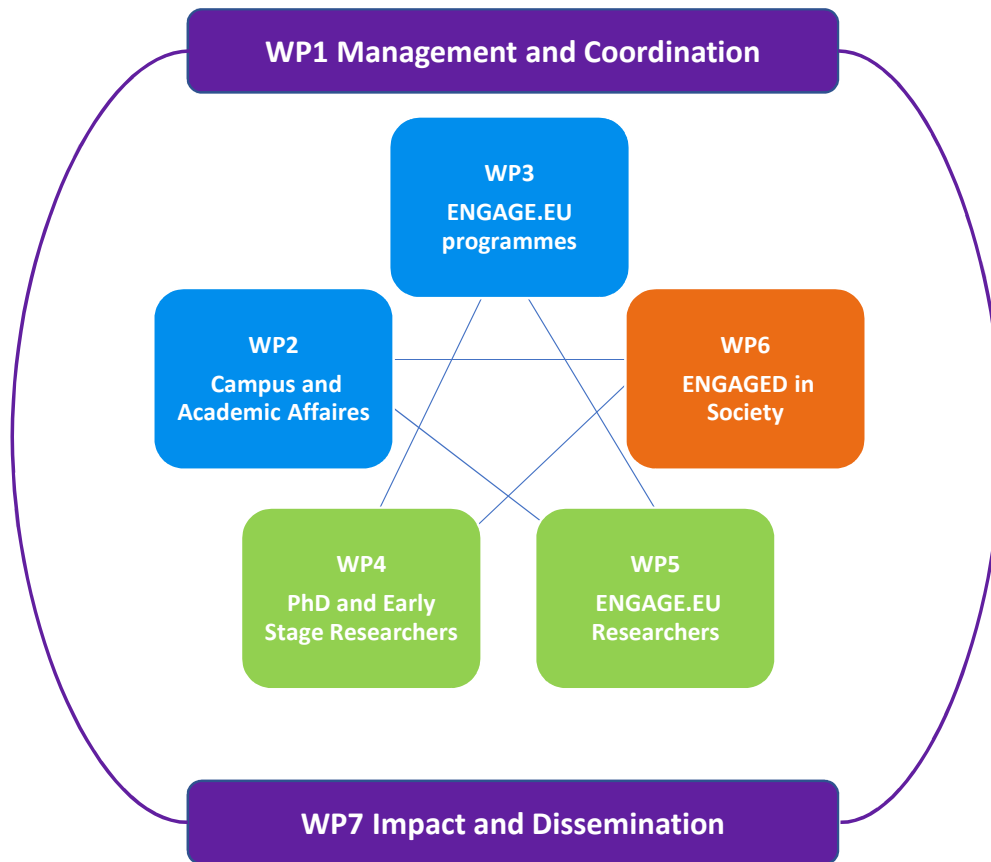 WP1 Management and Coordination
WP3
ENGAGE.EU
programmes
WP2
Campus and
Academic Affaires
WP6
ENGAGED in
Society
WP4
PhD and Early
Stage Researchers
WP5
ENGAGE.EU
Researchers
WP7 Impact and Dissemination